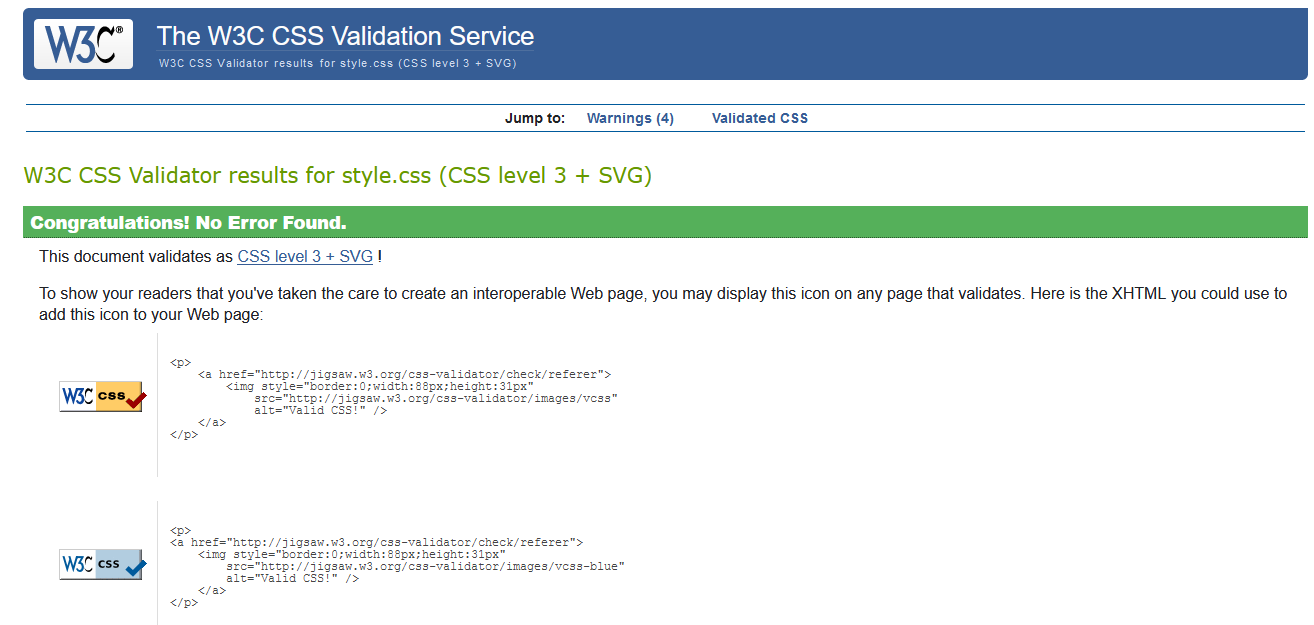 W3C®
The W3C CSS Validation Service
W3C CSS Validator results for style.css (CSS level 3 + SVG)
Jump to: Warnings (4) Validated CSS
W3C CSS Validator results for style.css (CSS level 3 + SVG)
Congratulations! No Error Found.
This document validates as CSS level 3 + SVG !
To show your readers that you've taken the care to create an interoperable Web page, you may display this icon on any page that validates. Here is the XHTML you could use to
add this icon to your Web page:
W3C css
<p>
    <a href="http://jigsaw.w3.org/css-validator/check/referer">
        <img style="border:0;width:88px;height:31px"
            src="http://jigsaw.w3.org/css-validator/images/vcss"
            alt="Valid CSS!" />
    </a>
</p>
W3C css
<p>
<a href="http://jigsaw.w3.org/css-validator/check/referer">
    <img style="border:0;width:88px;height:31px"
        src="http://jigsaw.w3.org/css-validator/images/vcss-blue"
        alt="Valid CSS!" />
    </a>
</p>